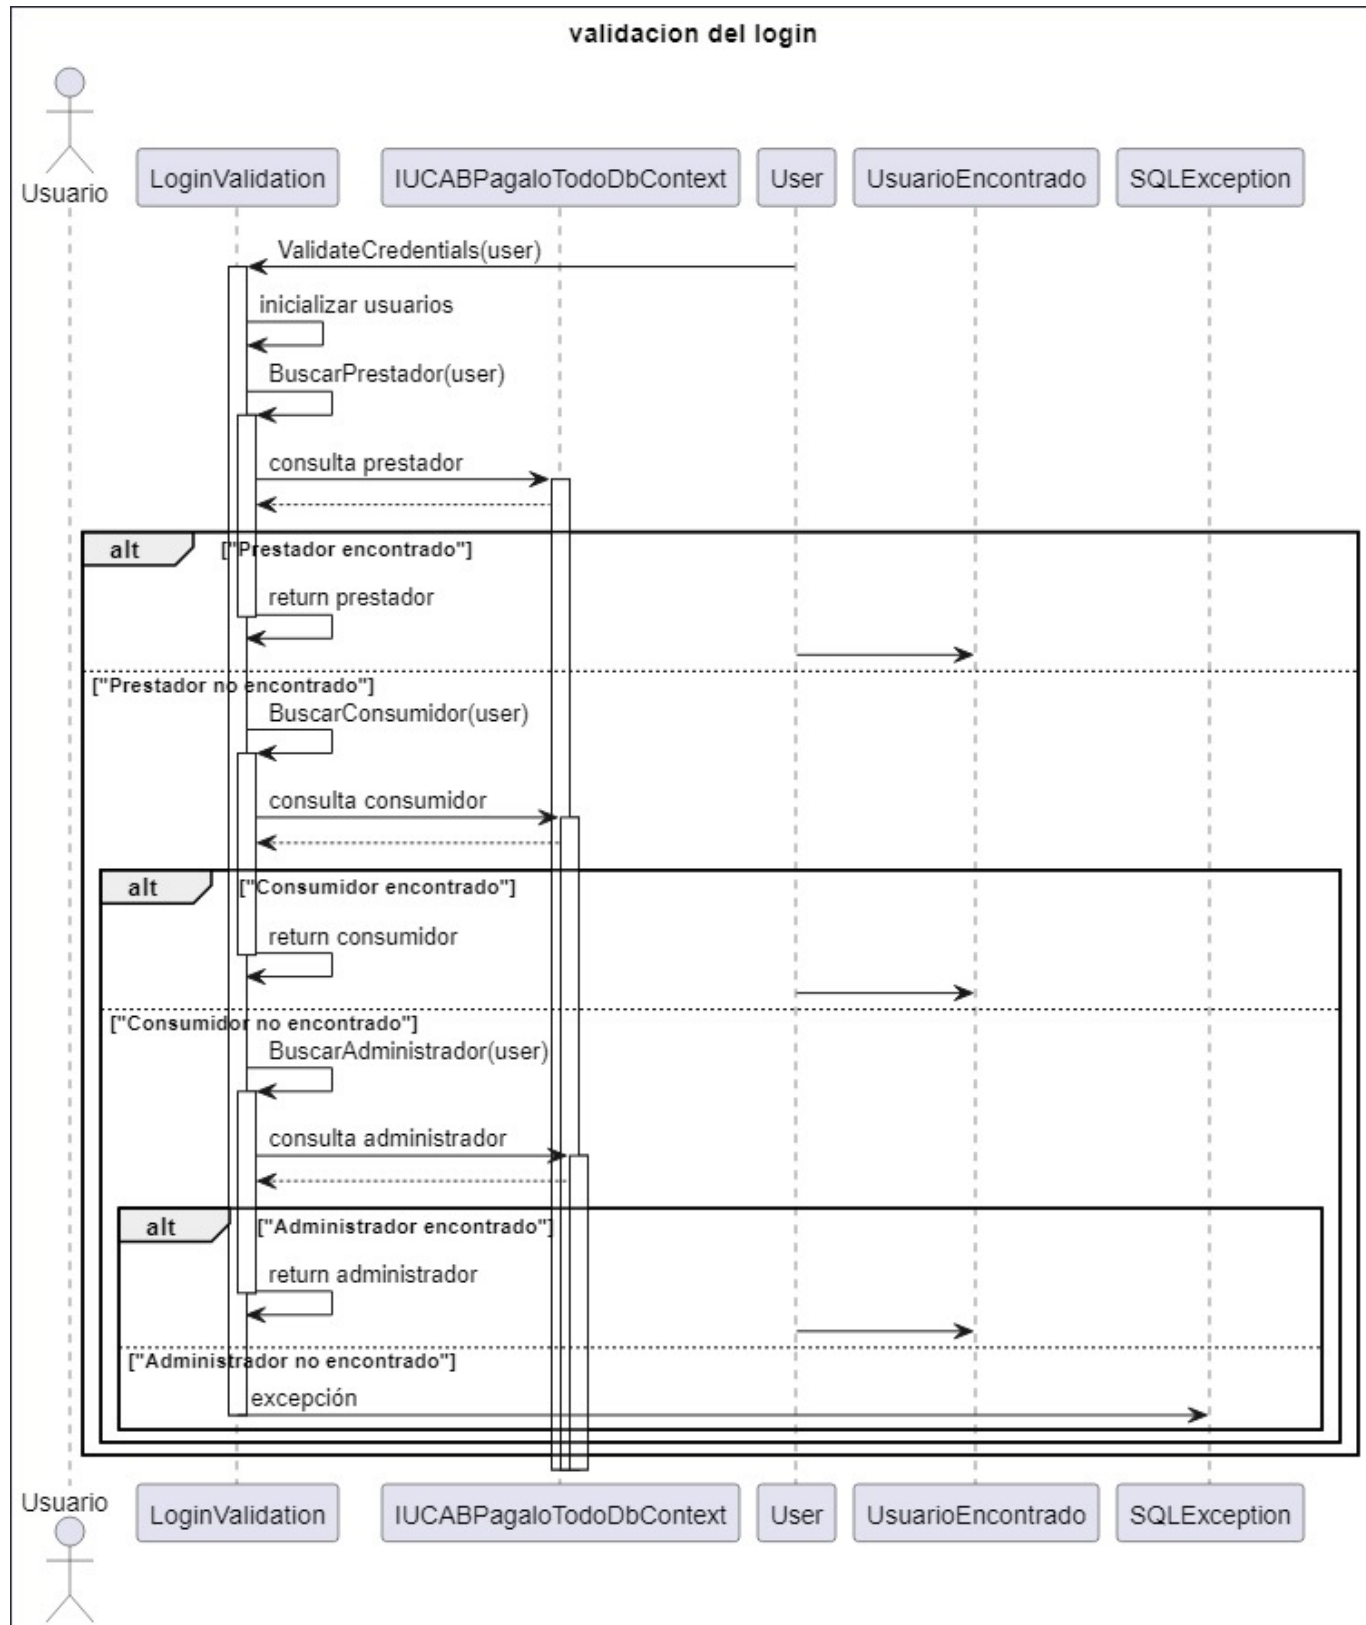 validacion del login
Usuario
LoginValidation
IUCABPagaloTodoDbContext
User
UsuarioEncontrado
SQLException
ValidateCredentials(user)
inicializar usuarios
BuscarPrestador(user)
consulta prestador
alt
["Prestador encontrado"]
return prestador
["Prestador no encontrado"]
BuscarConsumidor(user)
consulta consumidor
alt
["Consumidor encontrado"]
return consumidor
["Consumidor no encontrado"]
BuscarAdministrador(user)
consulta administrador
alt
["Administrador encontrado"]
return administrador
["Administrador no encontrado"]
excepción
Usuario
LoginValidation
IUCABPagaloTodoDbContext
User
UsuarioEncontrado
SQLException